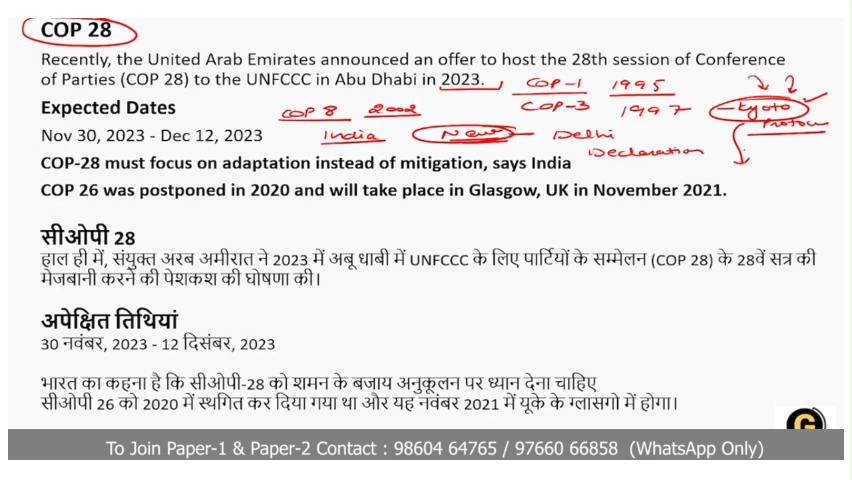 COP 28
Recently, the United Arab Emirates announced an offer to host the 28th session of Conference
of Parties (COP 28) to the UNFCCC in Abu Dhabi in 2023.
COP-1 1995
Expected Dates
COP 8 2002
COP-3 1997 - Kyoto
Protocol
Nov 30, 2023 - Dec 12, 2023
India New Delhi
Declaration
COP-28 must focus on adaptation instead of mitigation, says India
COP 26 was postponed in 2020 and will take place in Glasgow, UK in November 2021.
सीओपी 28
हाल ही में, संयुक्त अरब अमीरात ने 2023 में अबू धाबी में UNFCCC के लिए पार्टियों के सम्मेलन (COP 28) के 28वें सत्र की
मेजबानी करने की पेशकश की घोषणा की।
अपेक्षित तिथियां
30 नवंबर, 2023 - 12 दिसंबर, 2023
भारत का कहना है कि सीओपी-28 को शमन के बजाय अनुकूलन पर ध्यान देना चाहिए
सीओपी 26 को 2020 में स्थगित कर दिया गया था और यह नवंबर 2021 में यूके के ग्लासगो में होगा।
G
To Join Paper-1 & Paper-2 Contact : 98604 64765 / 97660 66858 (WhatsApp Only)